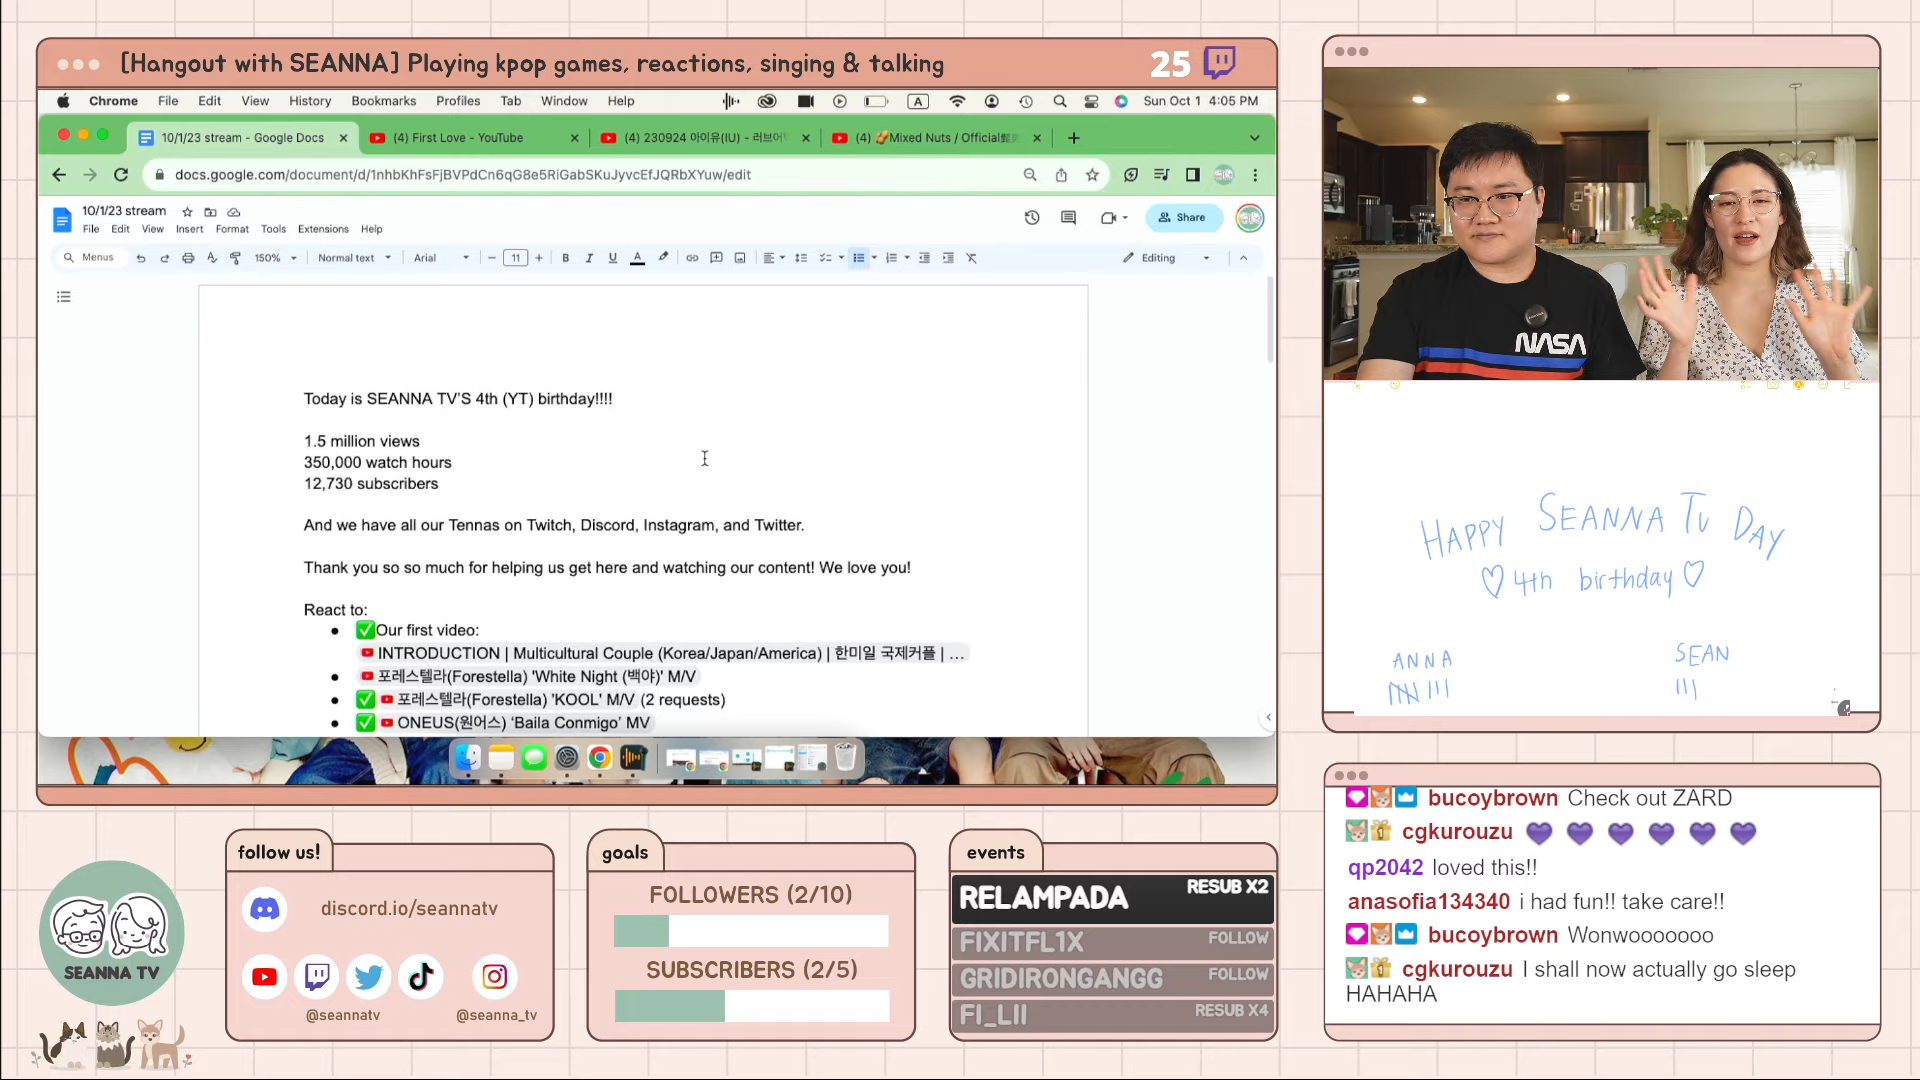 [Hangout with SEANNA] Playing kpop games, reactions, singing & talking
25
Chrome File Edit View History Bookmarks Profiles Tab Window Help
A
Sun Oct 1 4:05 PM
10/1/23 stream - Google Docs
(4) First Love - YouTube
(4) 230924 아이유(IU) - 러브어
(4) Mixed Nuts / Official
docs.google.com/document/d/1nhbKhFsFjBVPdCn6qG8e5RiGabSKuJyvcEfJQRbXYuw/edit
10/1/23 stream
File Edit View Insert Format Tools Extensions Help
Share
Menus
150%
Normal text
Arial
11
B I U A
Editing
Today is SEANNA TV'S 4th (YT) birthday!!!!
1.5 million views
350,000 watch hours
12,730 subscribers
And we have all our Tennas on Twitch, Discord, Instagram, and Twitter.
Thank you so so much for helping us get here and watching our content! We love you!
React to:
● ✅Our first video:
INTRODUCTION | Multicultural Couple (Korea/Japan/America) | 한미일 국제커플 | …
● 포레스텔라(Forestella) 'White Night (백야)' M/V
● ✅ 포레스텔라(Forestella) 'KOOL' M/V (2 requests)
● ✅ ONEUS(원어스) ‘Baila Conmigo’ MV
NASA
HAPPY SEANNA TV DAY
♡ 4th birthday ♡
ANNA
SEAN
bucoybrown Check out ZARD
cgkurouzu 💜 💜 💜 💜 💜 💜
qp2042 loved this!!
anasofia134340 i had fun!! take care!!
bucoybrown Wonwooooooo
cgkurouzu I shall now actually go sleep
HAHAHA
SEANNA TV
follow us!
discord.io/seannatv
@seannatv
@seanna_tv
goals
FOLLOWERS (2/10)
SUBSCRIBERS (2/5)
events
RELAMPADA RESUB X2
FIXITFL1X FOLLOW
GRIDIRONGANGG FOLLOW
FI_LII RESUB X4